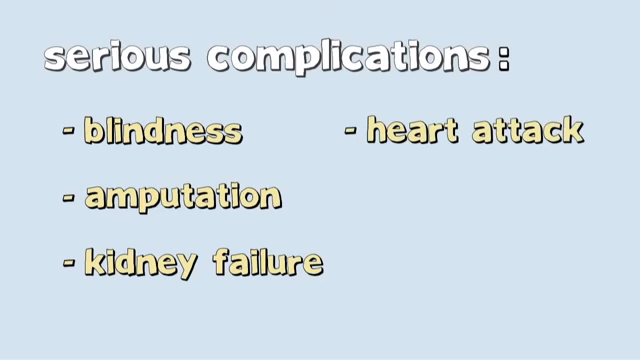 serious complications:
- blindness
- amputation
- kidney failure
- heart attack